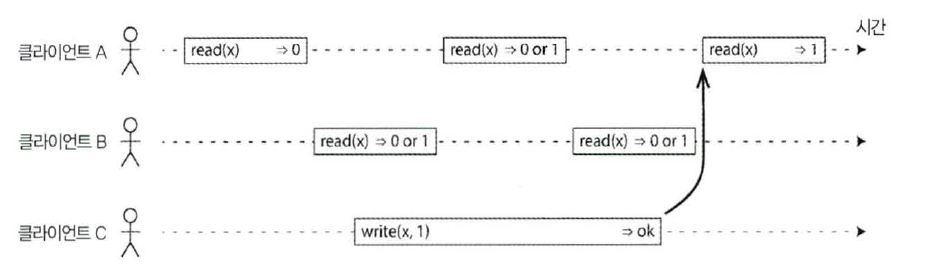 시간
클라이언트 A read(x) ⇒ 0 read(x) ⇒ 0 or 1 read(x) ⇒ 1
클라이언트 B read(x) ⇒ 0 or 1 read(x) ⇒ 0 or 1
클라이언트 C write(x, 1) ⇒ ok